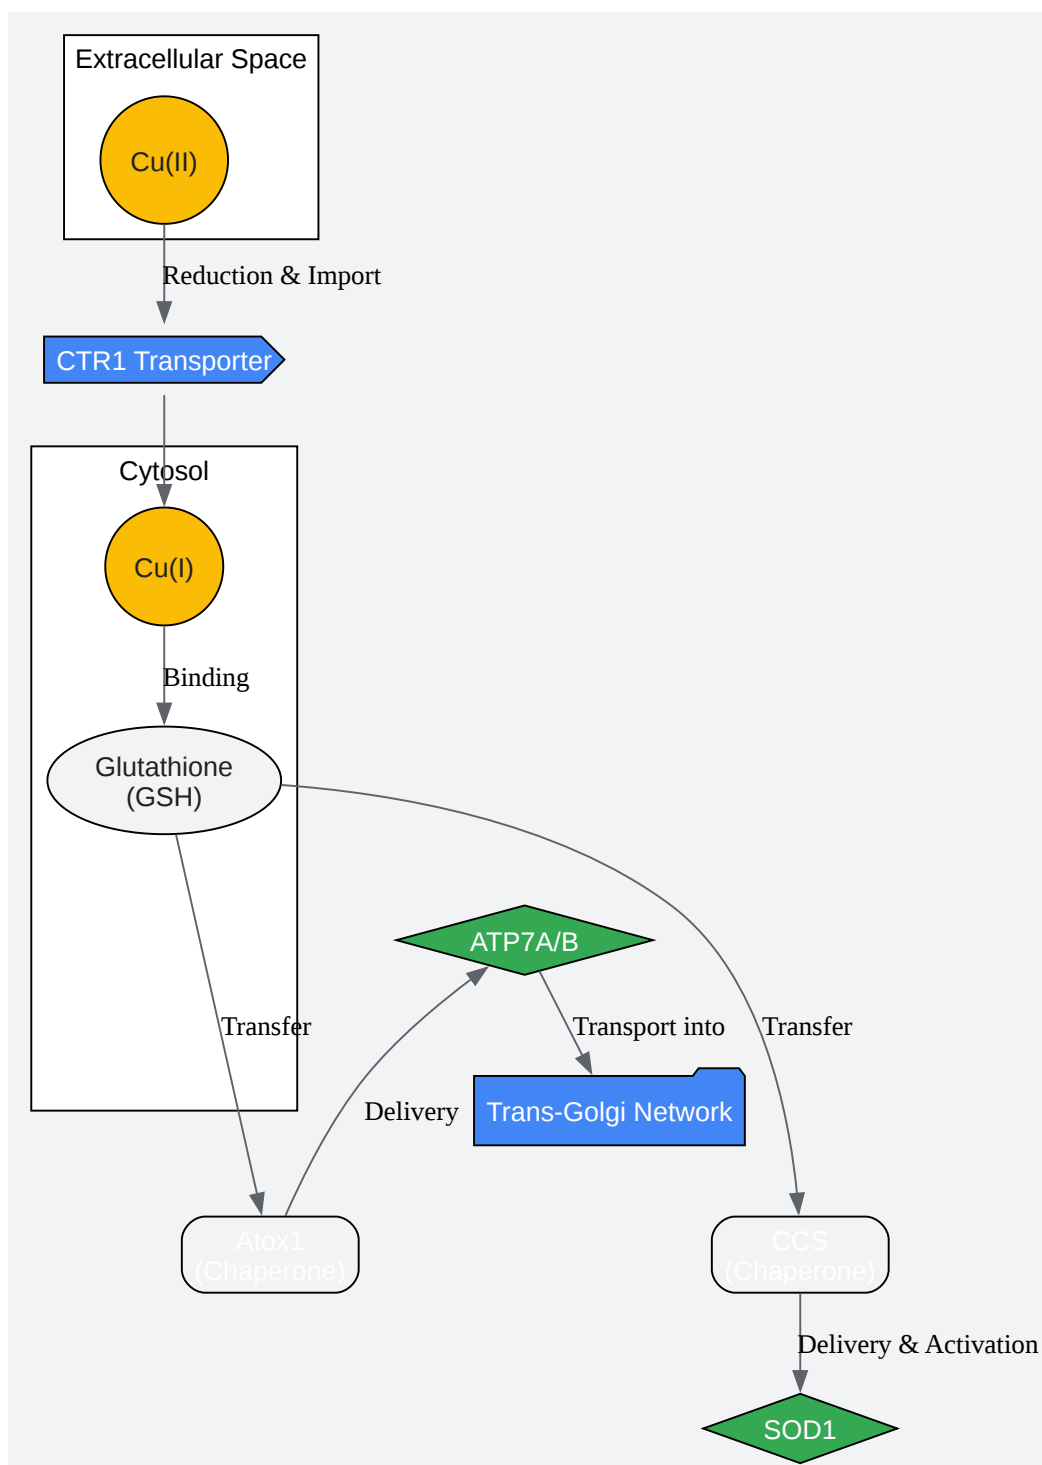 Extracellular Space
Cu(II)
Reduction & Import
CTR1 Transporter
Cytosol
Cu(I)
Binding
Glutathione
(GSH)
ATP7A/B
Transfer
Transport into
Transfer
Delivery
Trans-Golgi Network
Atox1
(Chaperone)
CCS
(Chaperone)
Delivery & Activation
SOD1